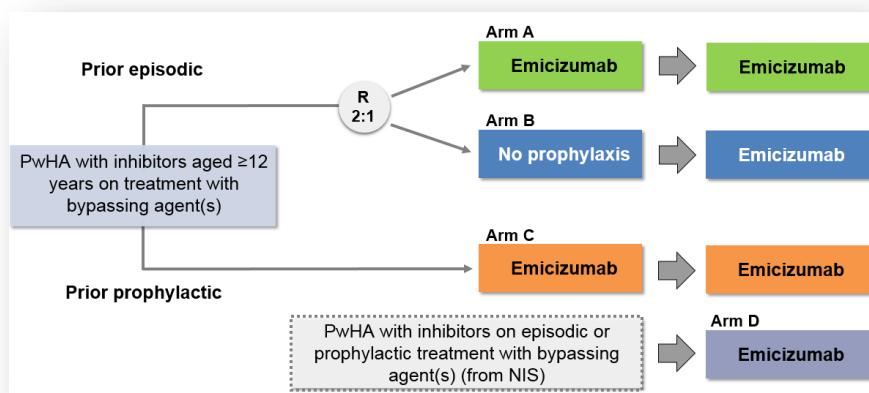 Prior episodic
PwHA with inhibitors aged ≥12
years on treatment with
bypassing agent(s)
Prior prophylactic
R
2:1
Arm A
Emicizumab
Emicizumab
Arm B
No prophylaxis
Emicizumab
Arm C
Emicizumab
Emicizumab
PwHA with inhibitors on episodic or
prophylactic treatment with bypassing
agent(s) (from NIS)
Arm D
Emicizumab